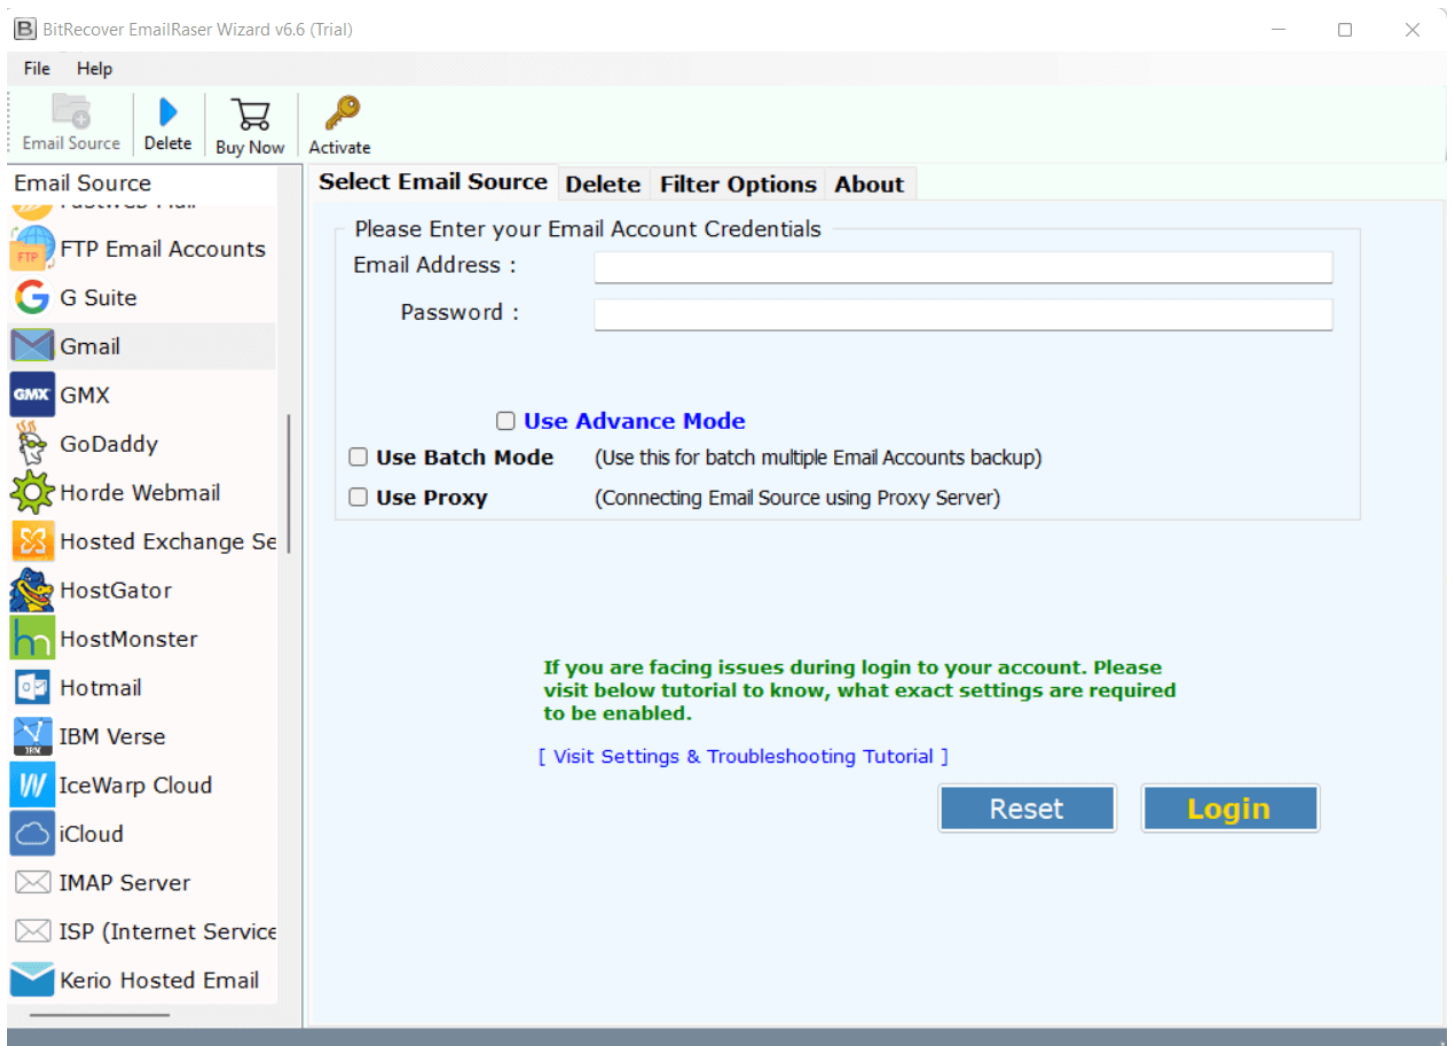 BitRecover EmailRaser Wizard v6.6 (Trial)
File Help
Email Source Delete Buy Now Activate
Email Source
FTP Email Accounts
G Suite
Gmail
GMX GMX
GoDaddy
Horde Webmail
Hosted Exchange Se
HostGator
HostMonster
Hotmail
IBM Verse
IceWarp Cloud
iCloud
IMAP Server
ISP (Internet Service
Kerio Hosted Email
Select Email Source Delete Filter Options About
Please Enter your Email Account Credentials
Email Address :
Password :
Use Advance Mode
Use Batch Mode (Use this for batch multiple Email Accounts backup)
Use Proxy (Connecting Email Source using Proxy Server)
If you are facing issues during login to your account. Please
visit below tutorial to know, what exact settings are required
to be enabled.
[ Visit Settings & Troubleshooting Tutorial ]
Reset Login